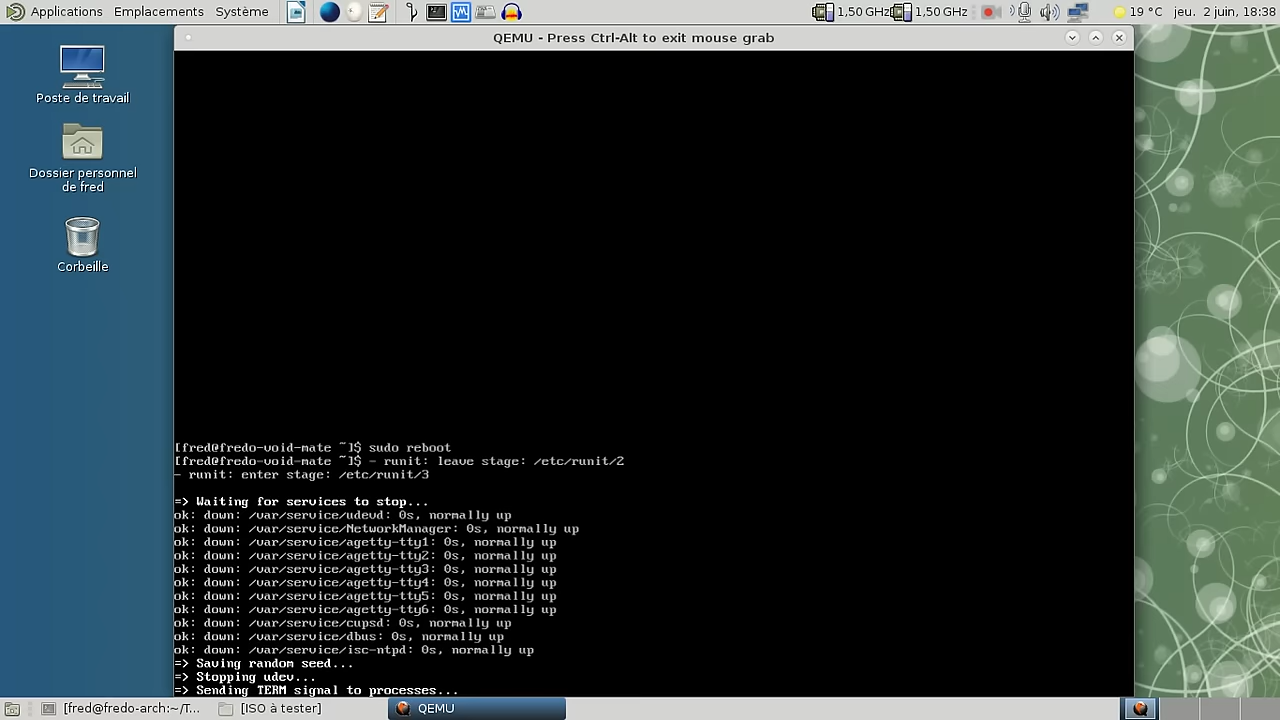 Applications Emplacements Système
1,50 GHz 1,50 GHz 19 °C jeu. 2 juin, 18:38
QEMU - Press Ctrl-Alt to exit mouse grab
Poste de travail
Dossier personnel
de fred
Corbeille
[fred@fredo-void-mate ~]$ sudo reboot
[fred@fredo-void-mate ~]$ - runit: leave stage: /etc/runit/2
- runit: enter stage: /etc/runit/3
=> Waiting for services to stop...
ok: down: /var/service/udevd: 0s, normally up
ok: down: /var/service/NetworkManager: 0s, normally up
ok: down: /var/service/agetty-tty1: 0s, normally up
ok: down: /var/service/agetty-tty2: 0s, normally up
ok: down: /var/service/agetty-tty3: 0s, normally up
ok: down: /var/service/agetty-tty4: 0s, normally up
ok: down: /var/service/agetty-tty5: 0s, normally up
ok: down: /var/service/agetty-tty6: 0s, normally up
ok: down: /var/service/cupsd: 0s, normally up
ok: down: /var/service/dbus: 0s, normally up
ok: down: /var/service/isc-ntpd: 0s, normally up
=> Saving random seed...
=> Stopping udev...
=> Sending TERM signal to processes...
[fred@fredo-arch:~/T... [ISO à tester] QEMU